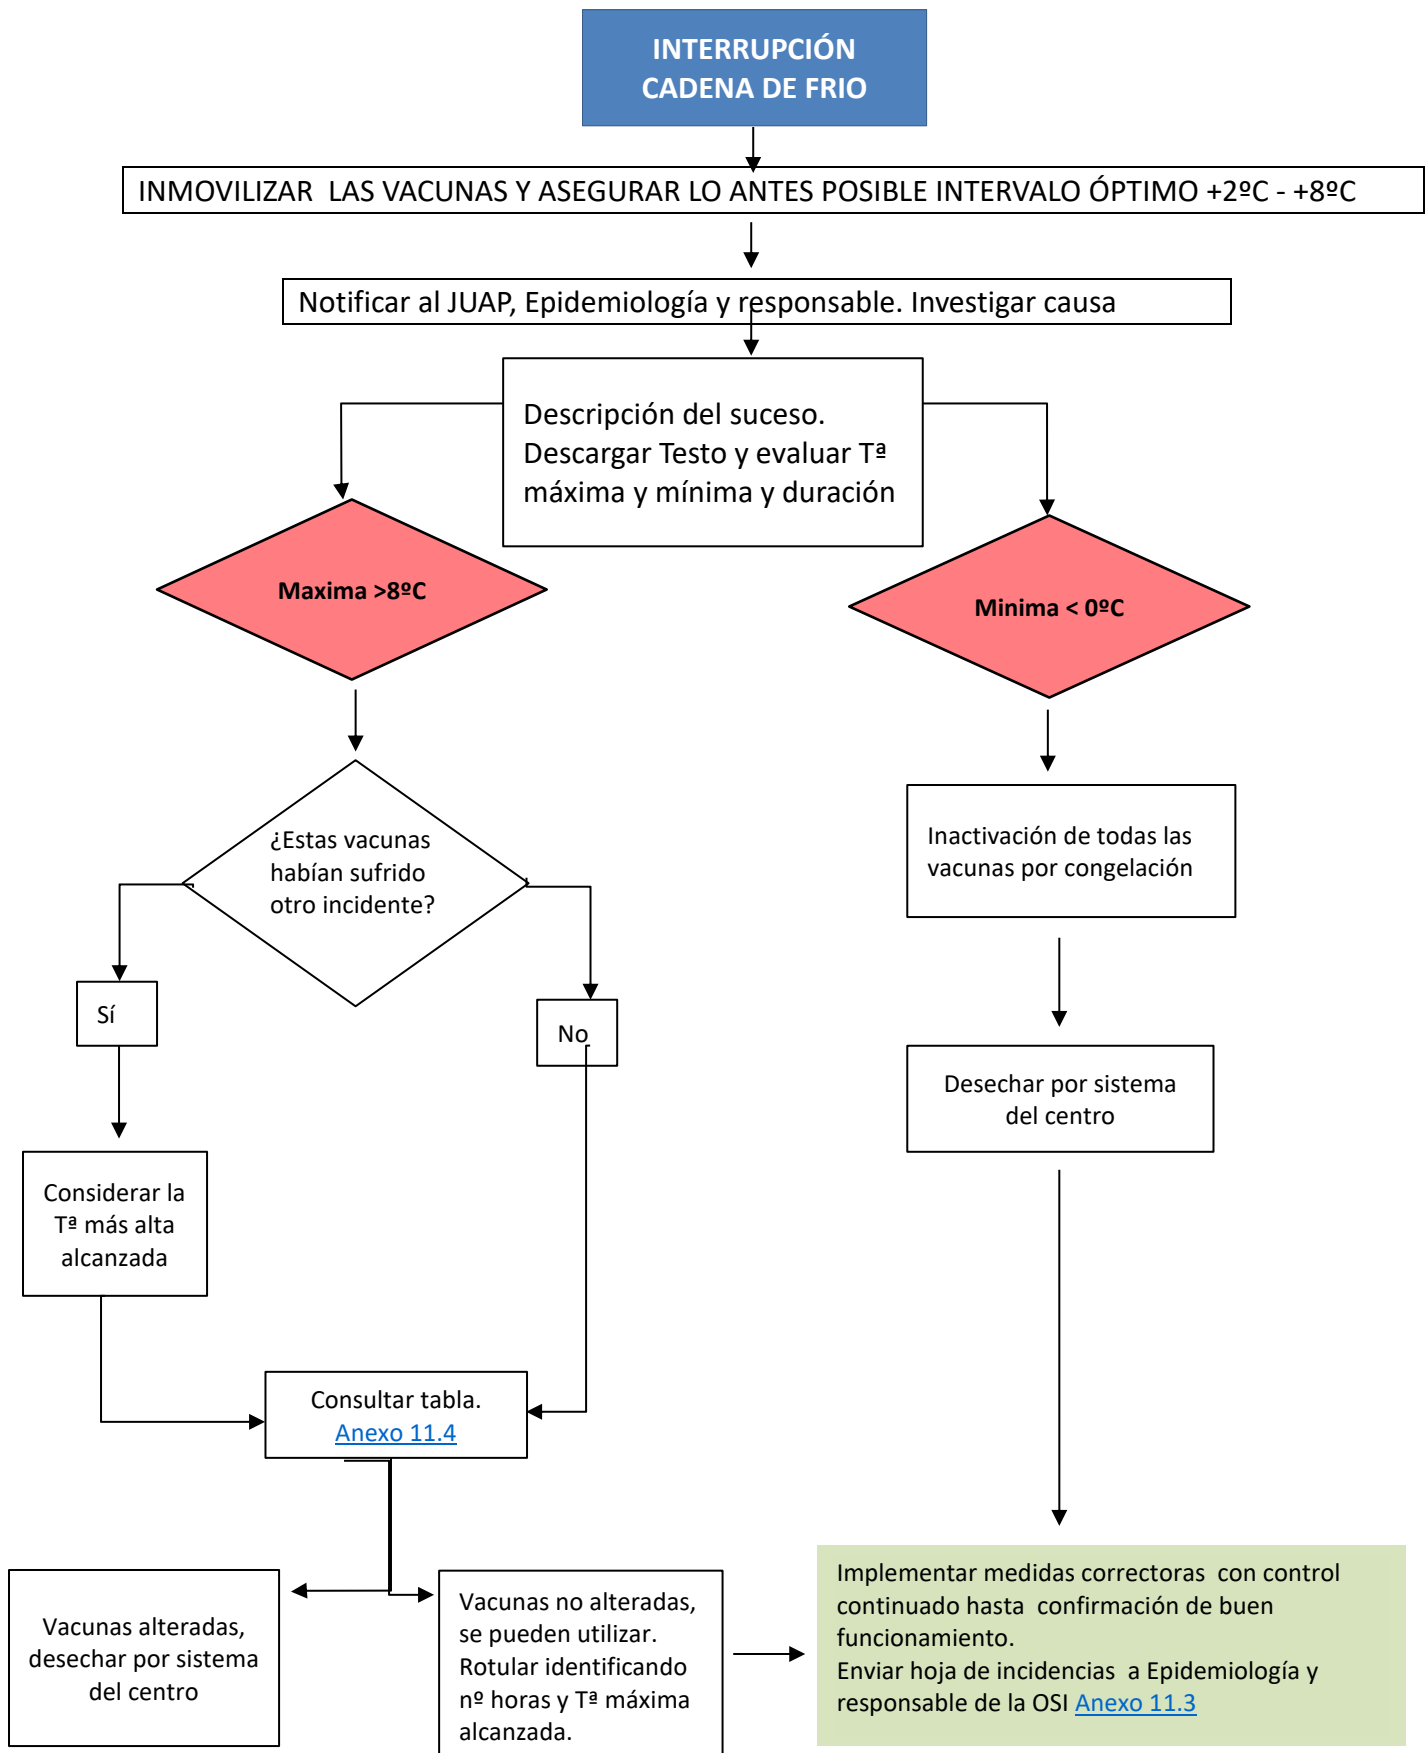 INTERRUPCIÓN
CADENA DE FRIO
INMOVILIZAR LAS VACUNAS Y ASEGURAR LO ANTES POSIBLE INTERVALO ÓPTIMO +2ºC - +8ºC
Notificar al JUAP, Epidemiología y responsable. Investigar causa
Descripción del suceso.
Descargar Testo y evaluar Tª
máxima y mínima y duración
Maxima >8ºC
Minima < 0ºC
¿Estas vacunas
habían sufrido
otro incidente?
Inactivación de todas las
vacunas por congelación
Sí
No
Desechar por sistema
del centro
Considerar la
Tª más alta
alcanzada
Consultar tabla.
Anexo 11.4
Vacunas alteradas,
desechar por sistema
del centro
Vacunas no alteradas,
se pueden utilizar.
Rotular identificando
nº horas y Tª máxima
alcanzada.
Implementar medidas correctoras con control
continuado hasta confirmación de buen
funcionamiento.
Enviar hoja de incidencias a Epidemiología y
responsable de la OSI Anexo 11.3